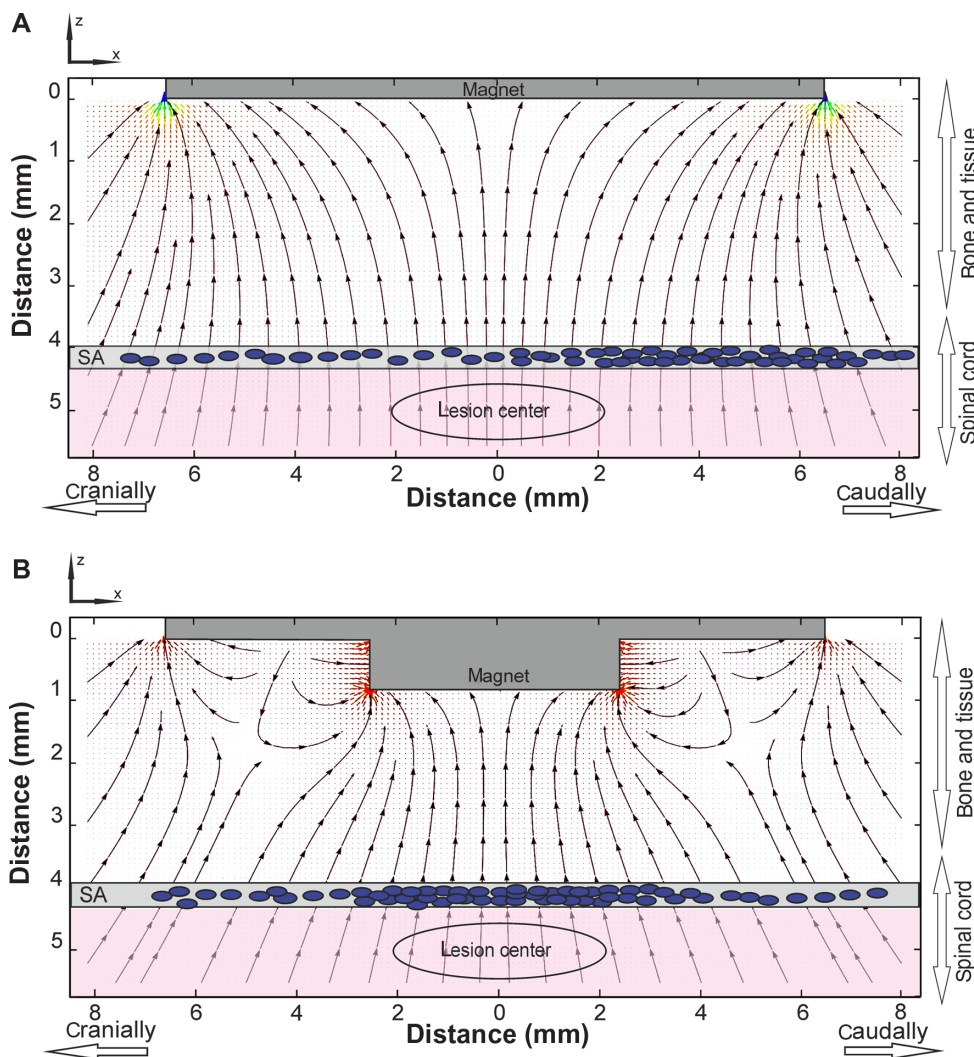 A
z
x
Magnet
0
1
2
3
4
5
Distance (mm)
SA
Lesion center
8 6 4 2 0 2 4 6 8
Cranially
Distance (mm)
Caudally
Bone and tissue
Spinal cord
B
z
x
Magnet
0
1
2
3
4
5
Distance (mm)
SA
Lesion center
8 6 4 2 0 2 4 6 8
Cranially
Distance (mm)
Caudally
Bone and tissue
Spinal cord